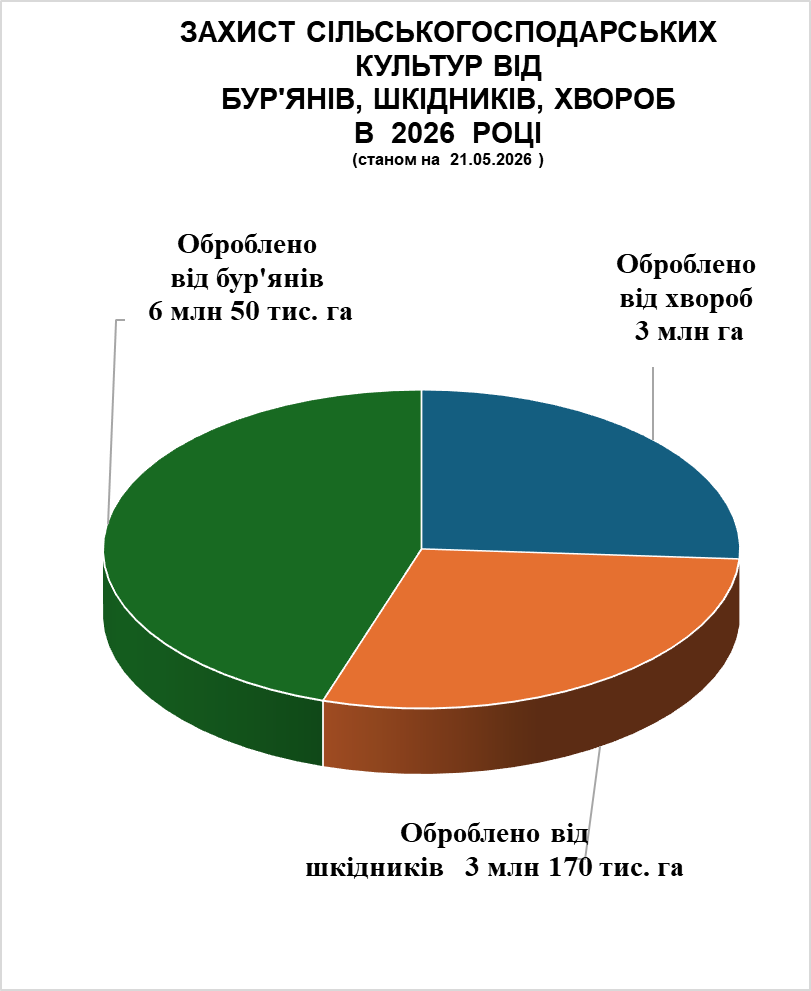 ЗАХИСТ СІЛЬСЬКОГОСПОДАРСЬКИХ
КУЛЬТУР ВІД
БУР'ЯНІВ, ШКІДНИКІВ, ХВОРОБ
В 2026 РОЦІ
(станом на 21.05.2026 )
Оброблено
від бур'янів
6 млн 50 тис. га
Оброблено
від хвороб
3 млн га
Оброблено від
шкідників 3 млн 170 тис. га